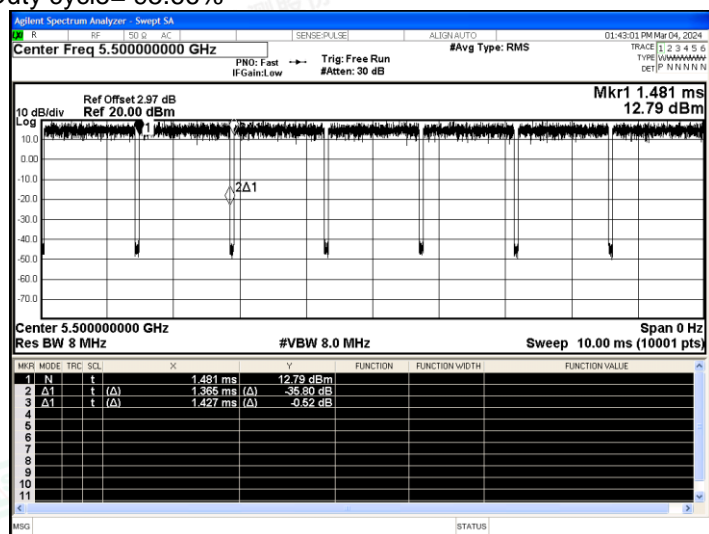 Agilent Spectrum Analyzer - Swept SA
R RF 50 Ω AC SENSE:PULSE ALIGNAUTO 01:43:01 PM Mar 04, 2024
Center Freq 5.500000000 GHz #Avg Type: RMS TRACE 1 2 3 4 5 6
PNO: Fast Trig: Free Run TYPE
IFGain:Low #Atten: 30 dB DET P N N N N N
Mkr1 1.481 ms
Ref Offset 2.97 dB
10 dB/div Ref 20.00 dBm 12.79 dBm
Log
1
10.0
0.00
-10.0
2Δ1
-20.0
-30.0
-40.0
-50.0
-60.0
-70.0
Center 5.500000000 GHz Span 0 Hz
Res BW 8 MHz #VBW 8.0 MHz Sweep 10.00 ms (10001 pts)
MKR MODE TRC SCL X Y FUNCTION FUNCTION WIDTH FUNCTION VALUE
1 N t 1.481 ms 12.79 dBm
2 Δ1 t (Δ) 1.365 ms (Δ) -35.80 dB
3 Δ1 t (Δ) 1.427 ms (Δ) -0.52 dB
4
5
6
7
8
9
10
11
MSG STATUS